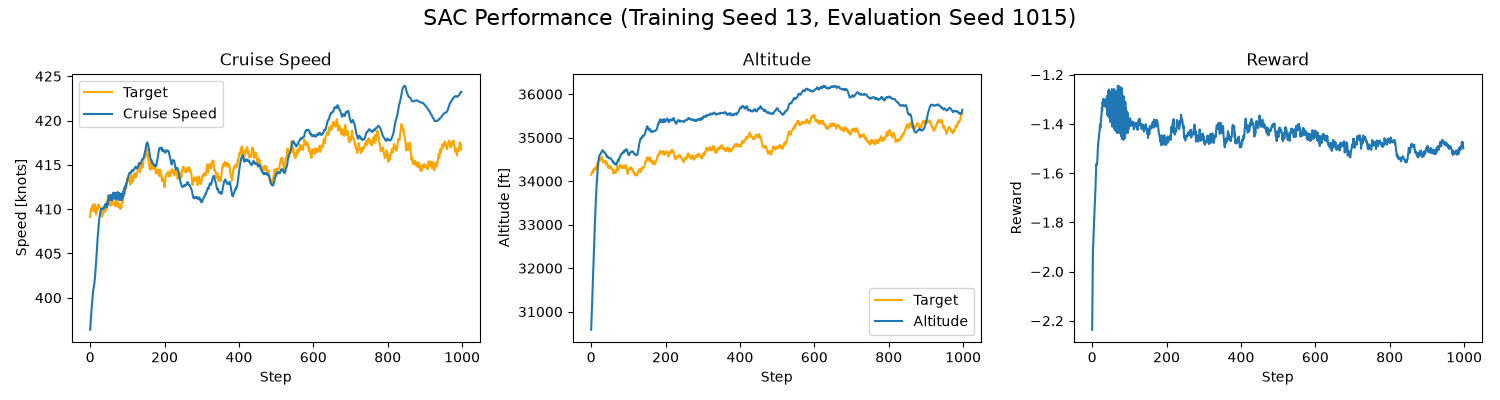 SAC Performance (Training Seed 13, Evaluation Seed 1015)
Cruise Speed
425
420
415
410
405
400
Speed [knots]
Target
Cruise Speed
0
200
400
600
800
1000
Step
Altitude
36000
35000
34000
33000
32000
31000
Altitude [ft]
Target
Altitude
0
200
400
600
800
1000
Step
Reward
−1.2
−1.4
−1.6
−1.8
−2.0
−2.2
Reward
0
200
400
600
800
1000
Step